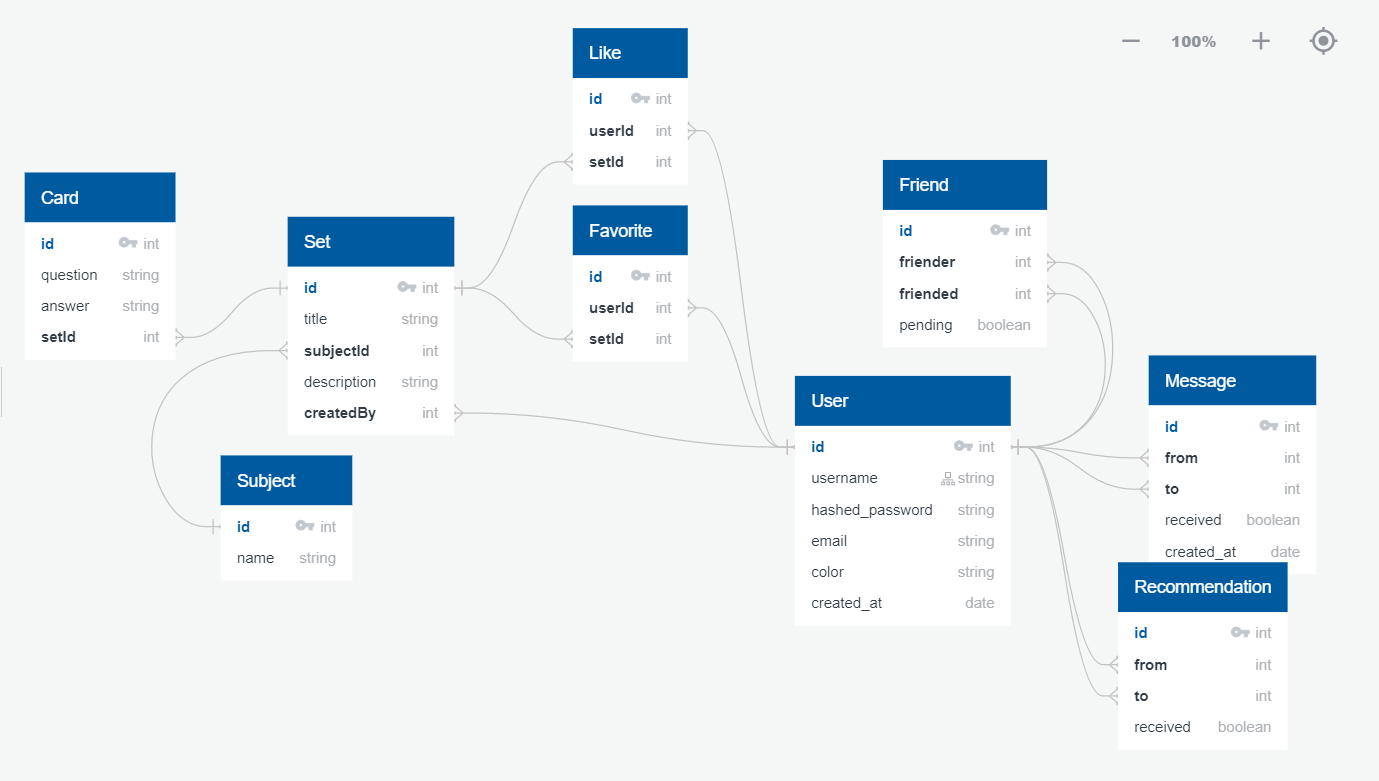 100%
Like
id int
userId int
setId int
Card
id int
question string
answer string
setId int
Set
id int
title string
subjectId int
description string
createdBy int
Favorite
id int
userId int
setId int
Friend
id int
friender int
friended int
pending boolean
Subject
id int
name string
User
id int
username string
hashed_password string
email string
color string
created_at date
Message
id int
from int
to int
received boolean
created_at date
Recommendation
id int
from int
to int
received boolean